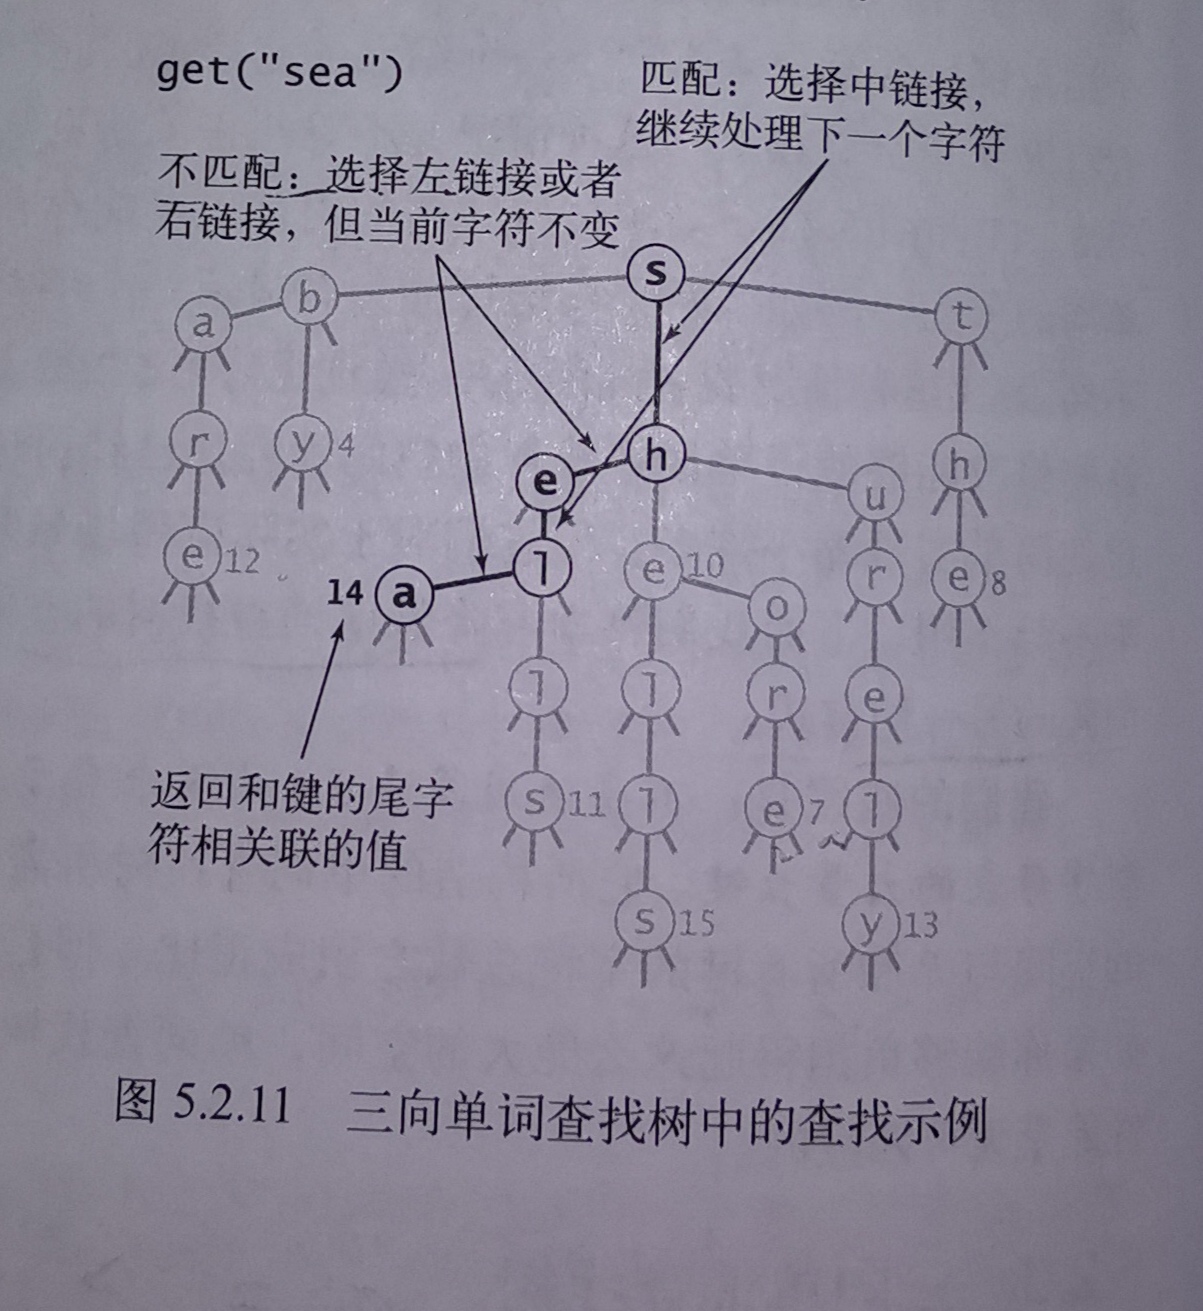 get("sea")
匹配：选择中链接，
继续处理下一个字符
不匹配：选择左链接或者
右链接，但当前字符不变
s
b
t
a
r
y 4
h
h
e
u
e 12
14 a
l
e 10
r
e 8
o
l
l
r
e
返回和键的尾字
符相关联的值
s 11
l
e 7
l
s 15
y 13
图 5.2.11 三向单词查找树中的查找示例